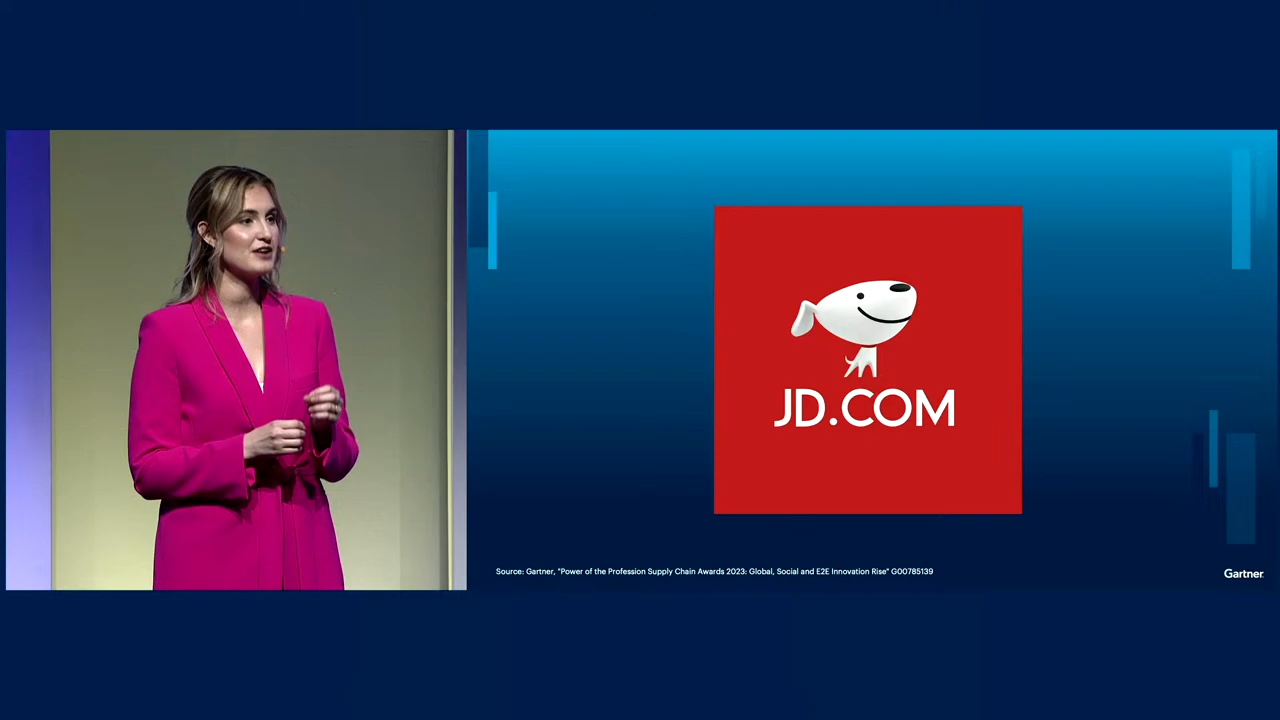 JD.COM
Source: Gartner, "Power of the Profession Supply Chain Awards 2023: Global, Social and E2E Innovation Rise" G00785139
Gartner